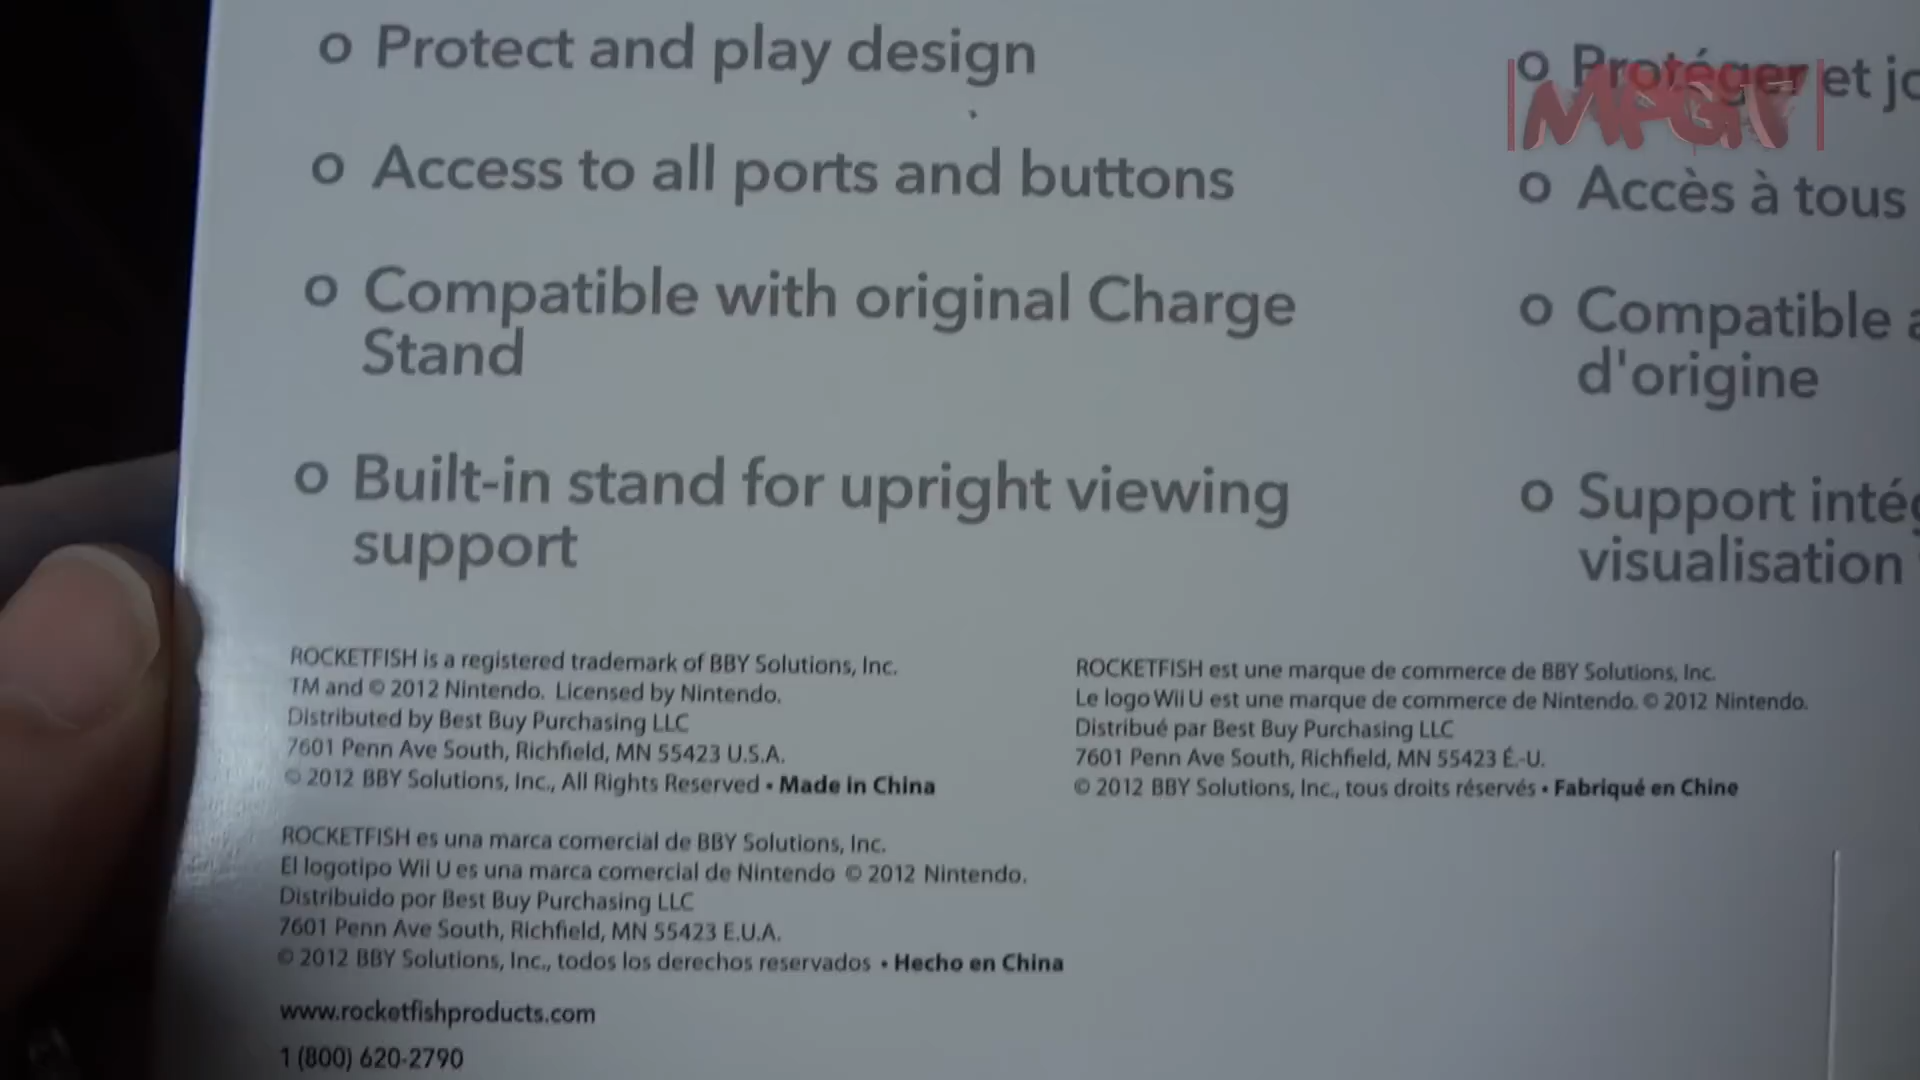 o Protect and play design
o Access to all ports and buttons
o Compatible with original Charge
Stand
o Built-in stand for upright viewing
support
o Protéger et jo
o Accès à tous
o Compatible a
d'origine
o Support intég
visualisation
MPGIT
ROCKETFISH is a registered trademark of BBY Solutions, Inc.
TM and © 2012 Nintendo. Licensed by Nintendo.
Distributed by Best Buy Purchasing LLC
7601 Penn Ave South, Richfield, MN 55423 U.S.A.
© 2012 BBY Solutions, Inc., All Rights Reserved • Made in China
ROCKETFISH est une marque de commerce de BBY Solutions, Inc.
Le logo Wii U est une marque de commerce de Nintendo. © 2012 Nintendo.
Distribué par Best Buy Purchasing LLC
7601 Penn Ave South, Richfield, MN 55423 É.-U.
© 2012 BBY Solutions, Inc., tous droits réservés • Fabriqué en Chine
ROCKETFISH es una marca comercial de BBY Solutions, Inc.
El logotipo Wii U es una marca comercial de Nintendo © 2012 Nintendo.
Distribuido por Best Buy Purchasing LLC
7601 Penn Ave South, Richfield, MN 55423 E.U.A.
© 2012 BBY Solutions, Inc., todos los derechos reservados • Hecho en China
www.rocketfishproducts.com
1 (800) 620-2790